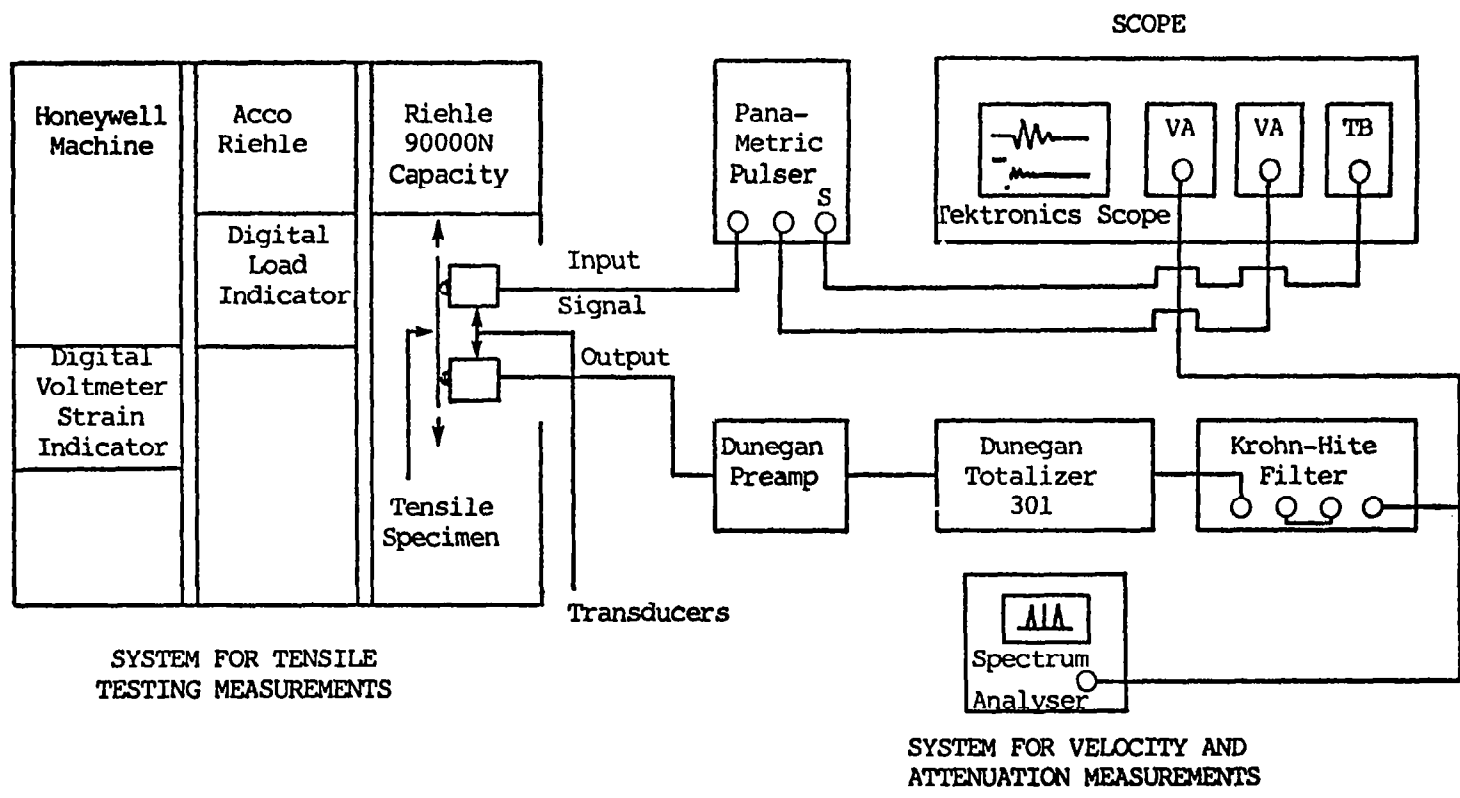 SCOPE
Honeywell
Machine
Acco
Riehle
Riehle
90000N
Capacity
Pana-
Metric
Pulser
S
VA
VA
TB
Tektronics Scope
Digital
Load
Indicator
Input
Signal
Digital
Voltmeter
Strain
Indicator
Output
Tensile
Specimen
Transducers
Dunegan
Preamp
Dunegan
Totalizer
301
Krohn-Hite
Filter
Spectrum
Analyser
SYSTEM FOR TENSILE
TESTING MEASUREMENTS
SYSTEM FOR VELOCITY AND
ATTENUATION MEASUREMENTS